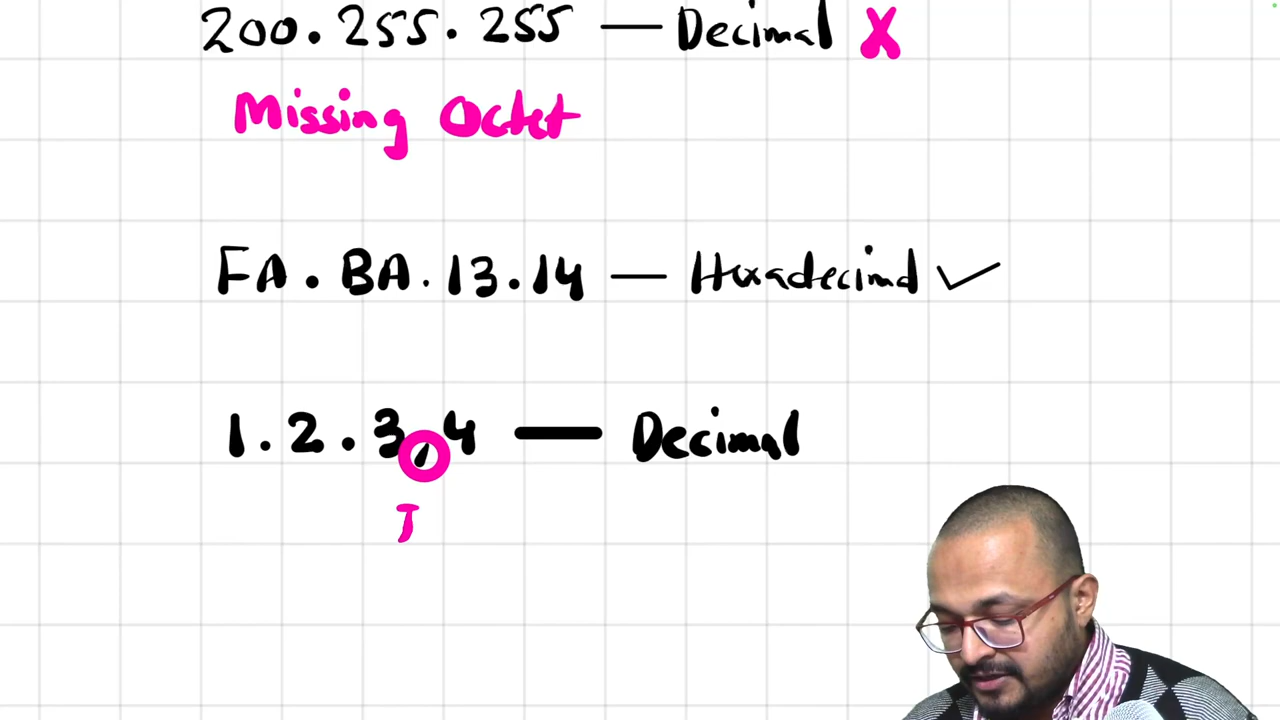 200.255.255 — Decimal X
Missing Octet
FA.BA.13.14 — Hexadecimal ✓
1.2.3,4 — Decimal
I